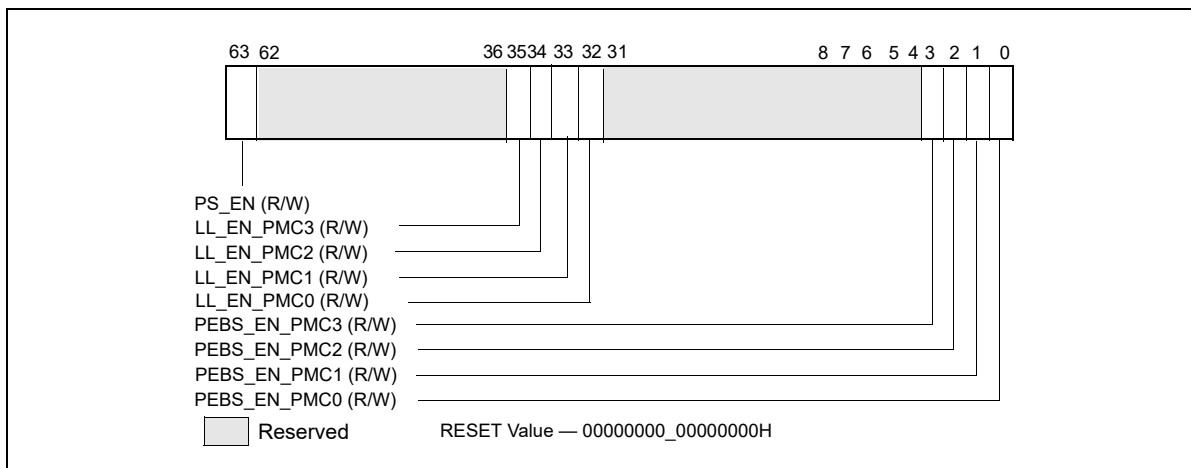 63 62 36 35 34 33 32 31 8 7 6 5 4 3 2 1 0
PS_EN (R/W)
LL_EN_PMC3 (R/W)
LL_EN_PMC2 (R/W)
LL_EN_PMC1 (R/W)
LL_EN_PMC0 (R/W)
PEBS_EN_PMC3 (R/W)
PEBS_EN_PMC2 (R/W)
PEBS_EN_PMC1 (R/W)
PEBS_EN_PMC0 (R/W)
Reserved RESET Value — 00000000_00000000H